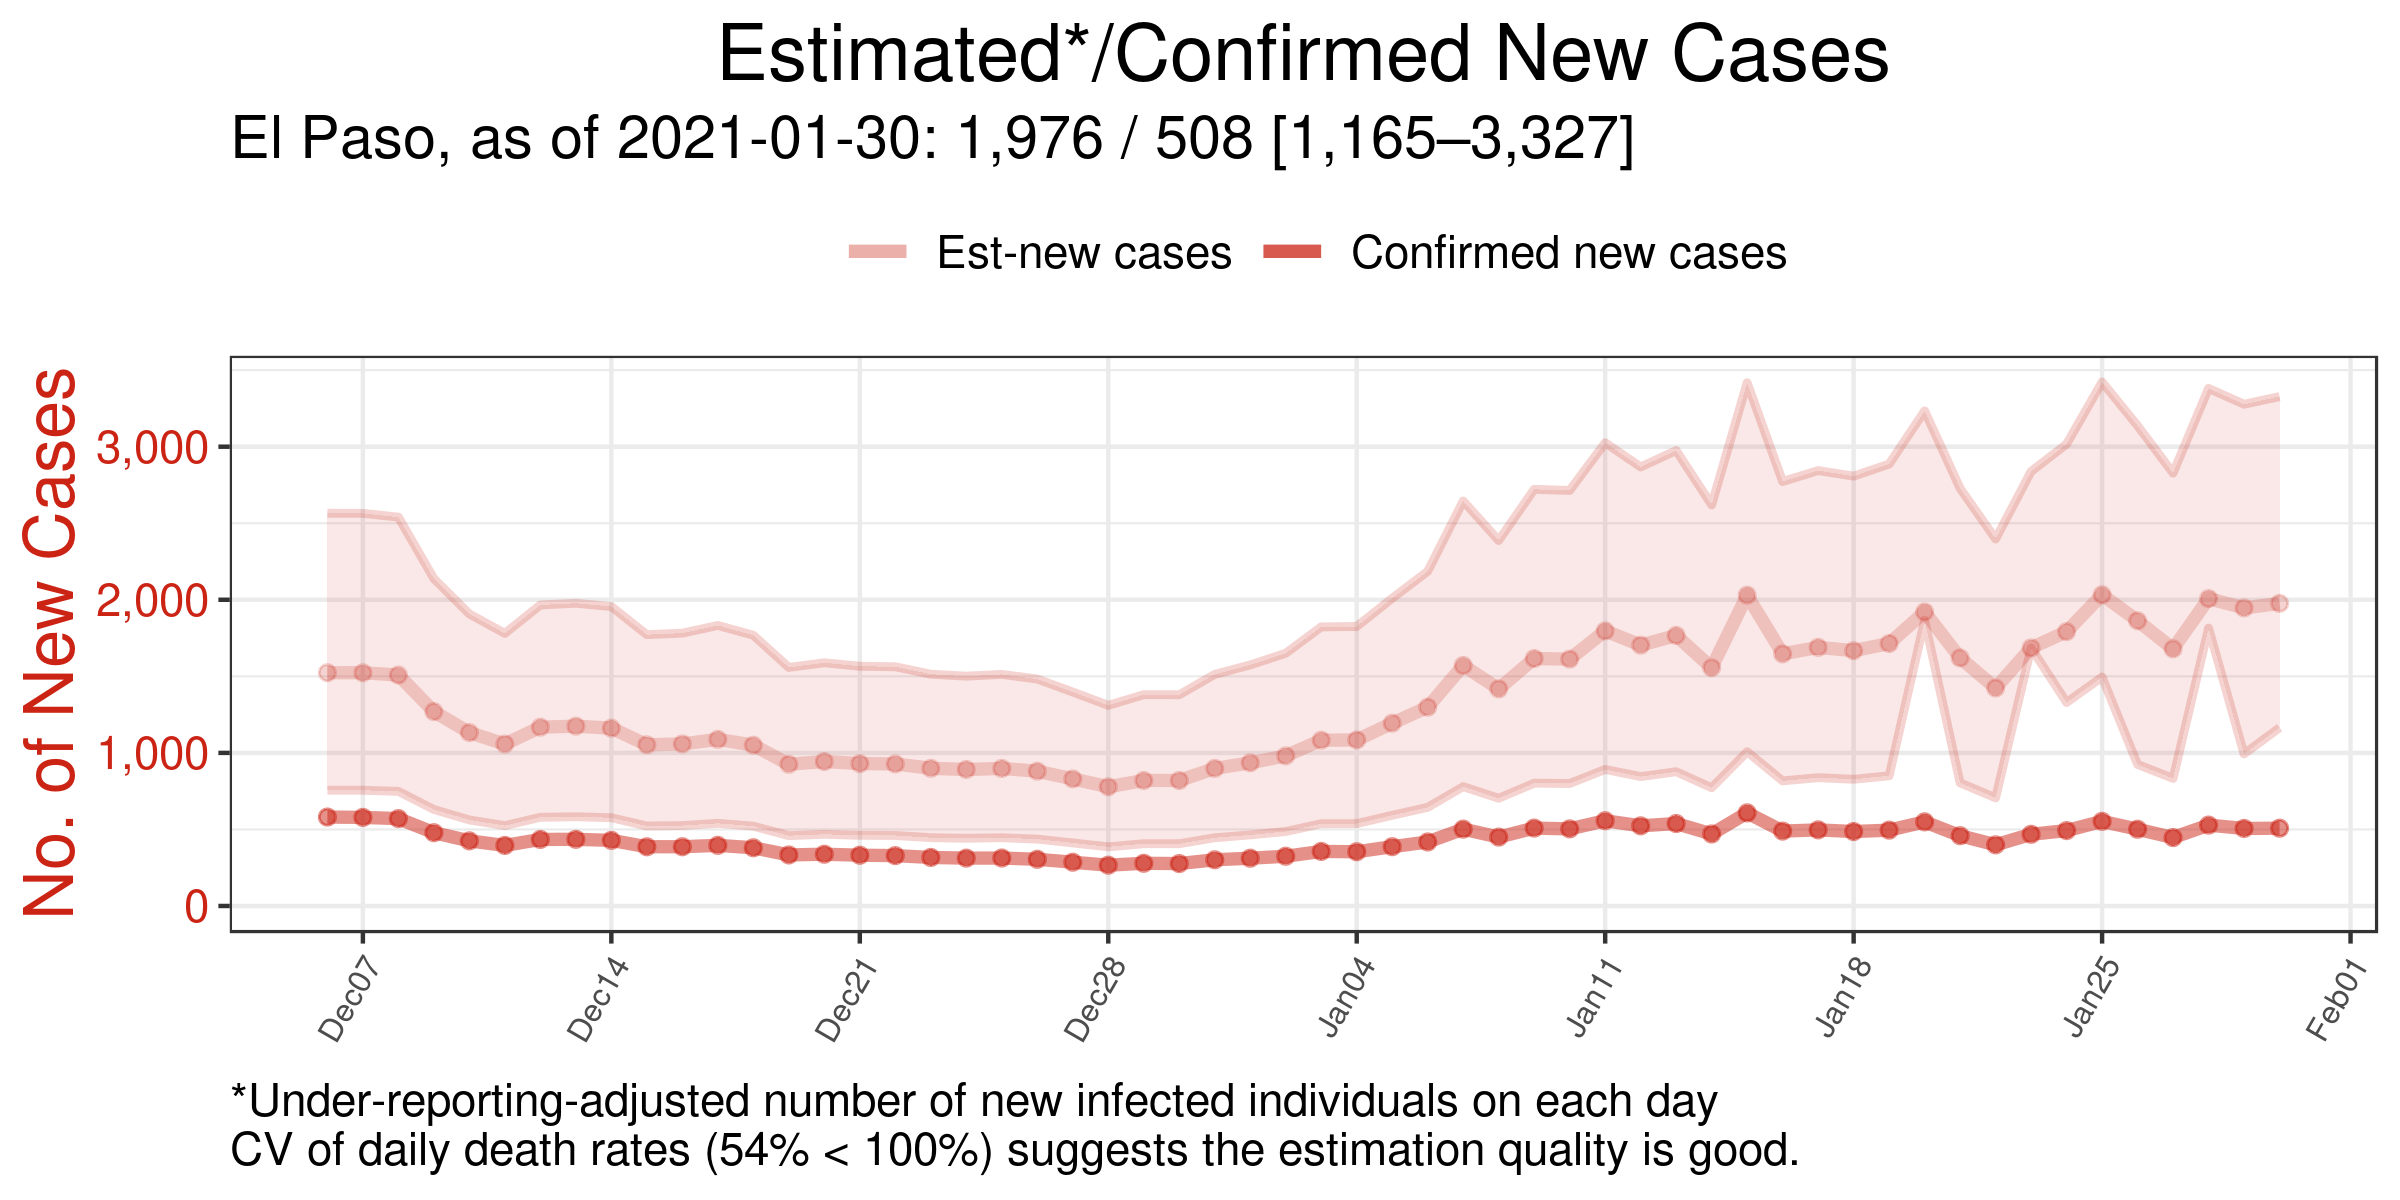 Estimated*/Confirmed New Cases
El Paso, as of 2021-01-30: 1,976 / 508 [1,165–3,327]
Est-new cases
Confirmed new cases
No. of New Cases
3,000
2,000
1,000
0
Dec07
Dec14
Dec21
Dec28
Jan04
Jan11
Jan18
Jan25
Feb01
*Under-reporting-adjusted number of new infected individuals on each day
CV of daily death rates (54% < 100%) suggests the estimation quality is good.